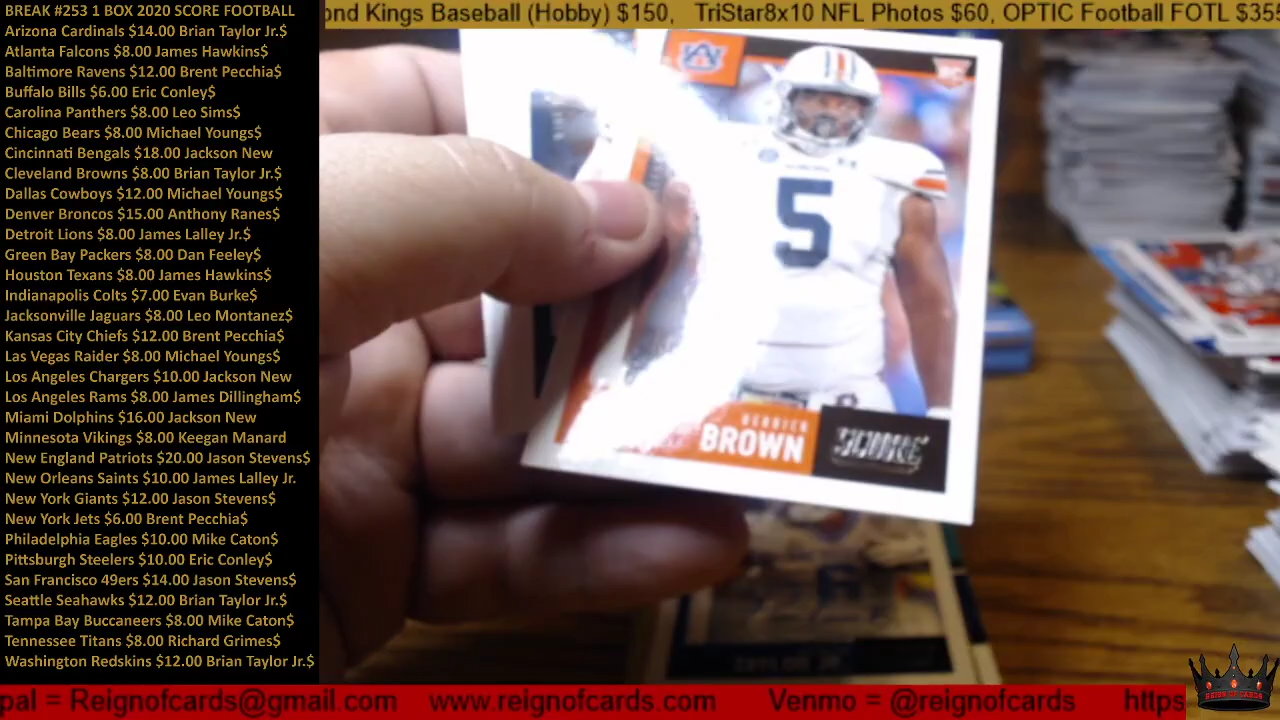 BREAK #253 1 BOX 2020 SCORE FOOTBALL
Arizona Cardinals $14.00 Brian Taylor Jr.$
Atlanta Falcons $8.00 James Hawkins$
Baltimore Ravens $12.00 Brent Pecchia$
Buffalo Bills $6.00 Eric Conley$
Carolina Panthers $8.00 Leo Sims$
Chicago Bears $8.00 Michael Youngs$
Cincinnati Bengals $18.00 Jackson New
Cleveland Browns $8.00 Brian Taylor Jr.$
Dallas Cowboys $12.00 Michael Youngs$
Denver Broncos $15.00 Anthony Ranes$
Detroit Lions $8.00 James Lalley Jr.$
Green Bay Packers $8.00 Dan Feeley$
Houston Texans $8.00 James Hawkins$
Indianapolis Colts $7.00 Evan Burke$
Jacksonville Jaguars $8.00 Leo Montanez$
Kansas City Chiefs $12.00 Brent Pecchia$
Las Vegas Raider $8.00 Michael Youngs$
Los Angeles Chargers $10.00 Jackson New
Los Angeles Rams $8.00 James Dillingham$
Miami Dolphins $16.00 Jackson New
Minnesota Vikings $8.00 Keegan Manard
New England Patriots $20.00 Jason Stevens$
New Orleans Saints $10.00 James Lalley Jr.
New York Giants $12.00 Jason Stevens$
New York Jets $6.00 Brent Pecchia$
Philadelphia Eagles $10.00 Mike Caton$
Pittsburgh Steelers $10.00 Eric Conley$
San Francisco 49ers $14.00 Jason Stevens$
Seattle Seahawks $12.00 Brian Taylor Jr.$
Tampa Bay Buccaneers $8.00 Mike Caton$
Tennessee Titans $8.00 Richard Grimes$
Washington Redskins $12.00 Brian Taylor Jr.$
ond Kings Baseball (Hobby) $150, TriStar8x10 NFL Photos $60, OPTIC Football FOTL $355
RC
5
DERRICK
BROWN
SCORE
pal = Reignofcards@gmail.com www.reignofcards.com Venmo = @reignofcards https
REIGN OF CARDS